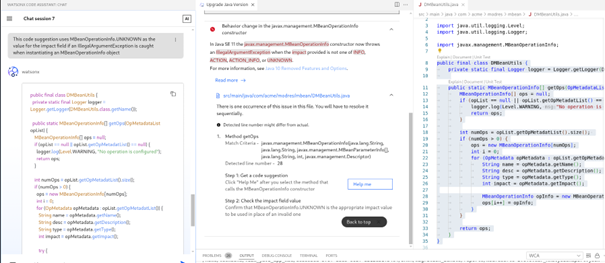 WATSONX CODE ASSISTANT: CHAT
Chat session 7
AI
This code suggestion uses MBeanOperationInfo.UNKNOWN as the
value for the impact field if an IllegalArgumentException is caught
when instantiating an MBeanOperationInfo object
watsonx
public final class DMBeanUtils {
private static final Logger logger =
Logger.getLogger(DMBeanUtils.class.getName());
public static MBeanOperationInfo[] getOps(OpMetadataList
opList) {
MBeanOperationInfo[] ops = null;
if (opList == null || opList.getOpMetadataList() == null) {
logger.log(Level.WARNING, "No operation is configured");
return ops;
}
int numOps = opList.getOpMetadataList().size();
if (numOps > 0) {
ops = new MBeanOperationInfo[numOps];
int i = 0;
for (OpMetadata opMetadata : opList.getOpMetadataList()) {
String name = opMetadata.getName();
String desc = opMetadata.getDescription();
String type = opMetadata.getType();
int impact = opMetadata.getImpact();
try {
Upgrade Java Version
Behavior change in the javax.management.MBeanOperationInfo
constructor
In Java SE 11 the javax.management.MBeanOperationInfo constructor now throws
an IllegalArgumentException when the impact provided is not one of INFO,
ACTION, ACTION_INFO, or UNKNOWN.
For more information, see Java 10 Removed Features and Options.
Read more
src/main/java/com/acme/modres/mbean/DMBeanUtils.java
There is one occurrence of this issue in this file. You will have to resolve it
sequentially.
Detected line number might differ from actual.
1. Method getOps
Match Criteria - javax.management.MBeanOperationInfo(java.lang.String,
java.lang.String, javax.management.MBeanParameterInfo[],
java.lang.String, int, javax.management.Descriptor)
Detected line number - 28
Step 1: Get a code suggestion
Click "Help Me" after you select the method that
calls the MBeanOperationInfo constructor
Help me
Step 2: Check the impact field value
Confirm that MBeanOperationInfo.UNKNOWN is the appropriate impact value
to be used in place of an invalid one
Back to top
DMBeanUtils.java
import java.util.logging.Level;
import java.util.logging.Logger;
import javax.management.MBeanOperationInfo;
public final class DMBeanUtils {
private static final Logger logger = Logger.getLogger(D
public static MBeanOperationInfo[] getOps(OpMetadataList
MBeanOperationInfo[] ops = null;
if (opList == null || opList.getOpMetadataList() ==
logger.log(Level.WARNING, "No operation is
return ops;
}
int numOps = opList.getOpMetadataList().size();
if (numOps > 0) {
ops = new MBeanOperationInfo[numOps];
int i = 0;
for (OpMetadata opMetadata : opList.getOpMetada
String name = opMetadata.getName();
String desc = opMetadata.getDescription();
String type = opMetadata.getType();
int impact = opMetadata.getImpact();
MBeanOperationInfo opInfo = new MBeanOperat
ops[i++] = opInfo;
}
}
return ops;
}
}
PROBLEMS
OUTPUT
DEBUG CONSOLE
TERMINAL
PORTS
WCA